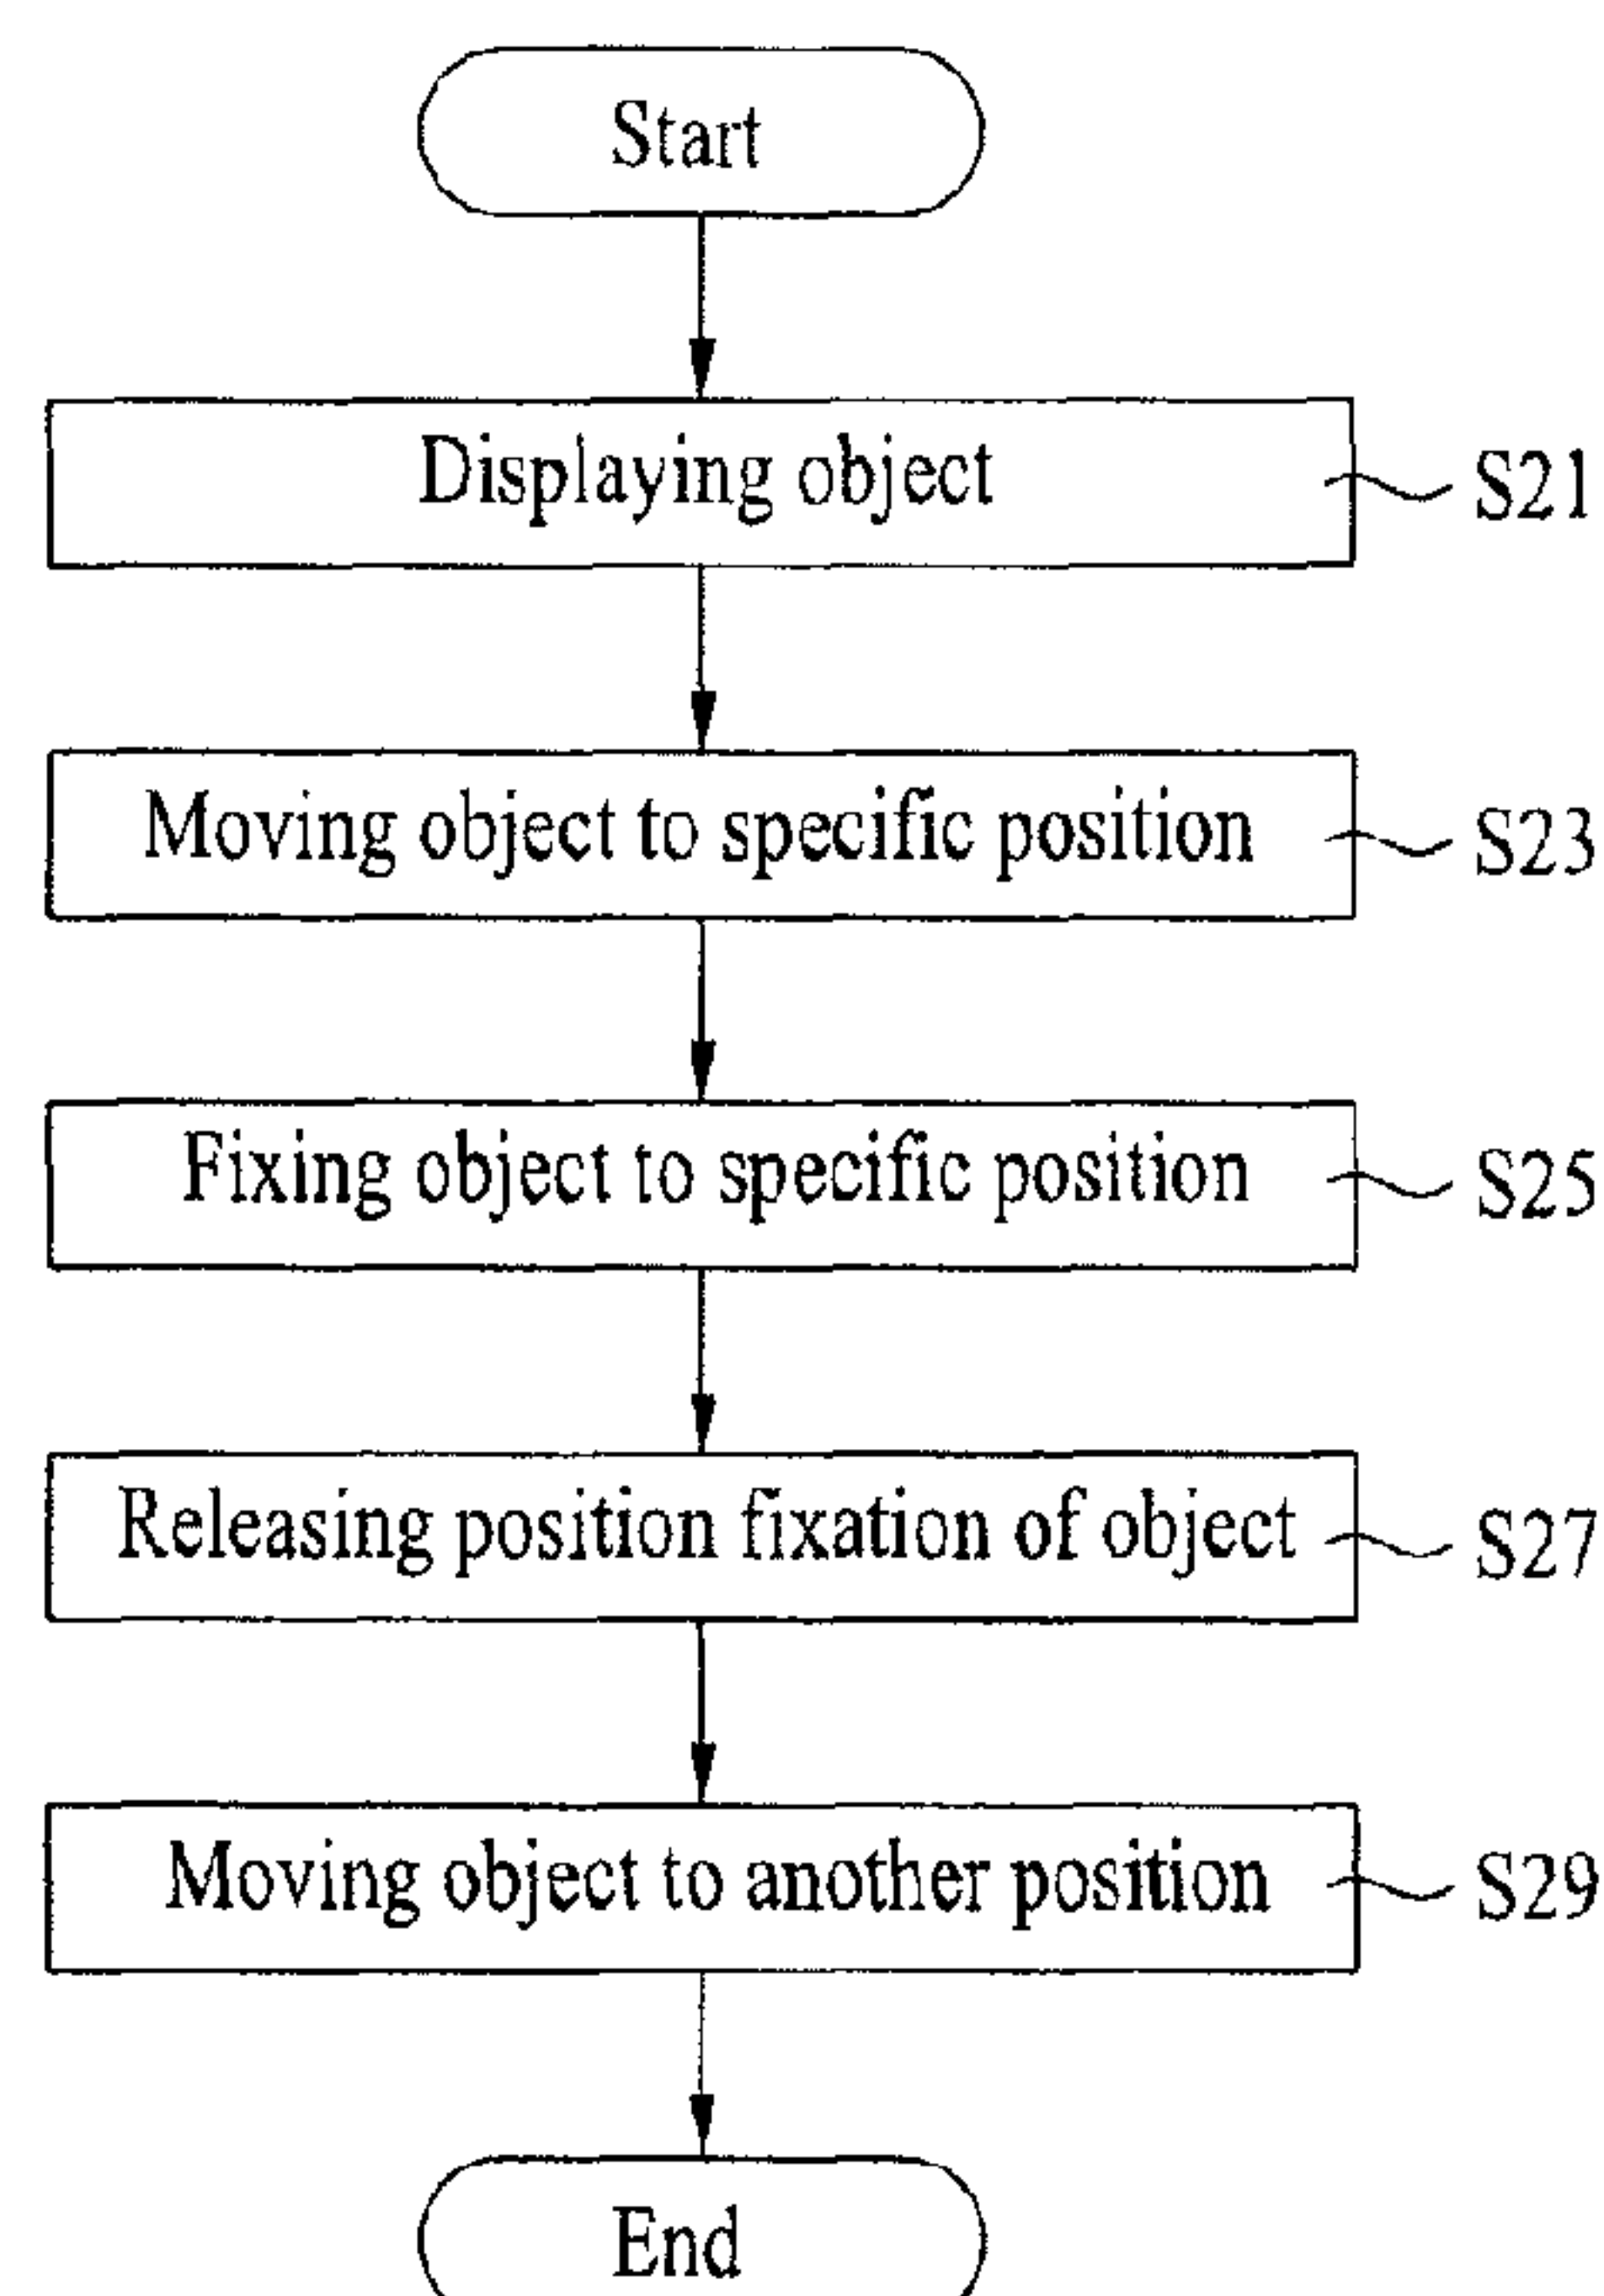 Start
Displaying object
S21
Moving object to specific position
S23
Fixing object to specific position
S25
Releasing position fixation of object
S27
Moving object to another position
S29
End